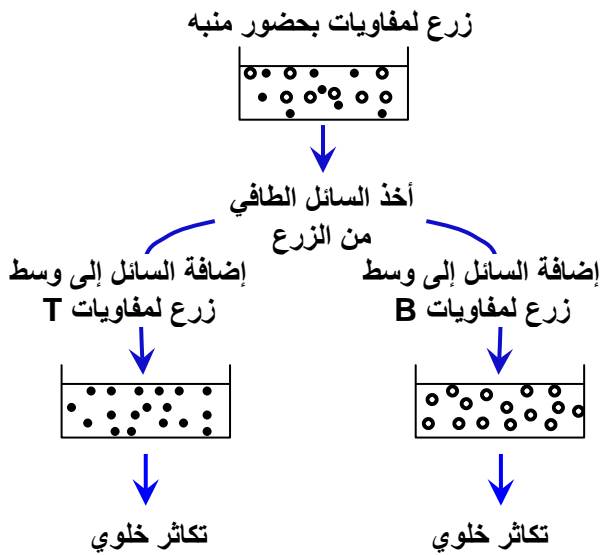 زرع لمفاويات بحضور منبه
أخذ السائل الطافي
من الزرع
إضافة السائل إلى وسط
زرع لمفاويات B
إضافة السائل إلى وسط
زرع لمفاويات T
تكاثر خلوي
تكاثر خلوي